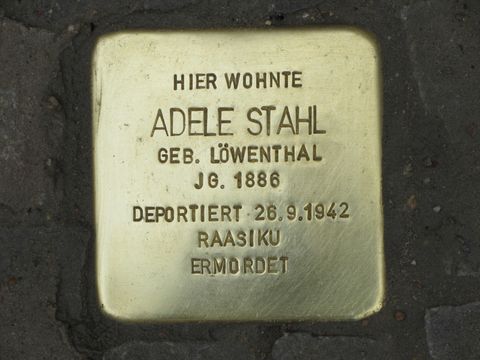 HIER WOHNTE
ADELE STAHL
GEB. LÖWENTHAL
JG. 1886
DEPORTIERT 26.9.1942
RAASIKU
ERMORDET